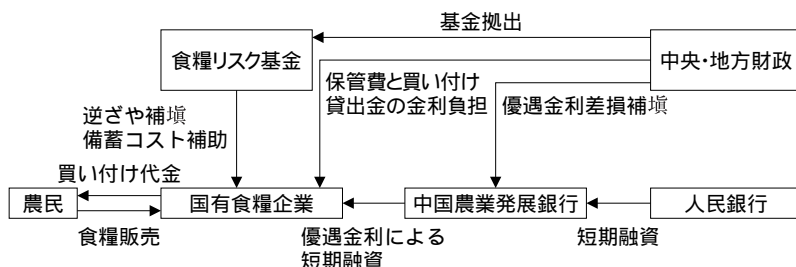 基金拠出
食糧リスク基金
中央・地方財政
保管費と買い付け
貸出金の金利負担
優遇金利差損補塡
逆ざや補塡
備蓄コスト補助
買い付け代金
農民
国有食糧企業
中国農業発展銀行
人民銀行
食糧販売
優遇金利による
短期融資
短期融資